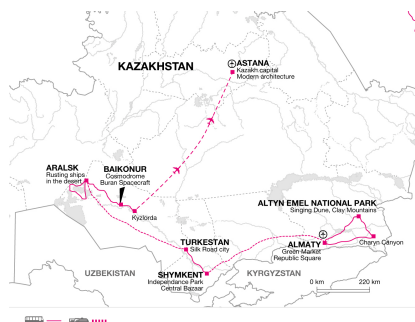 KAZAKHSTAN
ASTANA
Kazakh capital
Modern architecture
ARALSK
Rusting ships
in the desert
BAIKONUR
Cosmodrome
Buran Spacecraft
Kyzlorda
ALTYN EMEL NATIONAL PARK
Singing Dune, Clay Mountains
TURKESTAN
Silk Road city
ALMATY
Green Market
Republic Square
Charyn Canyon
UZBEKISTAN
SHYMKENT
Independance Park
Central Bazaar
KYRGYZSTAN
0 km 220 km